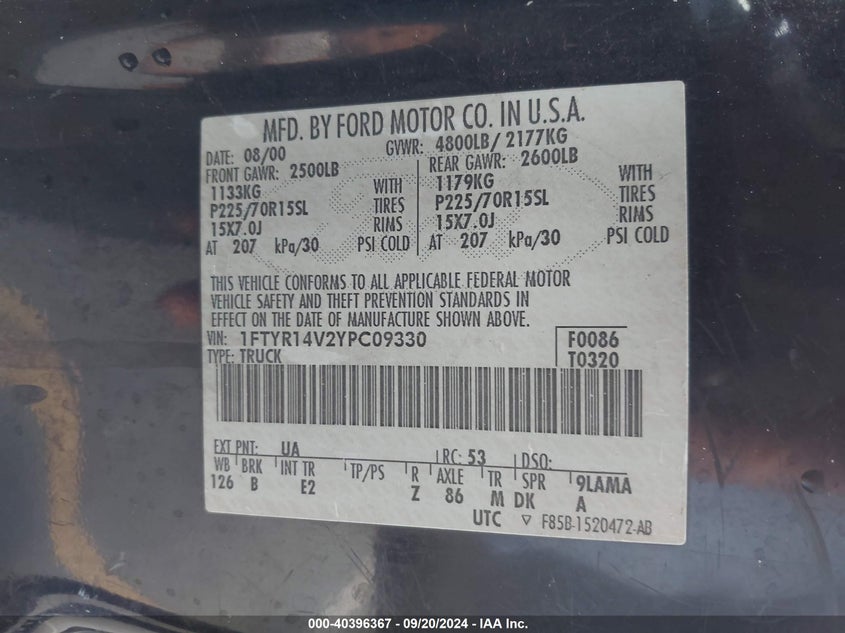 MFD. BY FORD MOTOR CO. IN U.S.A.
DATE: 08/00 GVWR: 4800LB/ 2177KG
FRONT GAWR: 2500LB REAR GAWR: 2600LB
1133KG WITH 1179KG WITH
P225/70R15SL TIRES P225/70R15SL TIRES
15X7.0J RIMS 15X7.0J RIMS
AT 207 kPa/30 PSI COLD AT 207 kPa/30 PSI COLD
THIS VEHICLE CONFORMS TO ALL APPLICABLE FEDERAL MOTOR
VEHICLE SAFETY AND THEFT PREVENTION STANDARDS IN
EFFECT ON THE DATE OF MANUFACTURE SHOWN ABOVE.
VIN: 1FTYR14V2YPC09330 F0086
TYPE: TRUCK T0320
EXT PNT: UA RC: 53 DSO:
WB BRK INT TR TP/PS R AXLE TR SPR 9LAMA
126 B E2 Z 86 M DK A
UTC ▽ F85B-1520472-AB
000-40396367 - 09/20/2024 - IAA Inc.